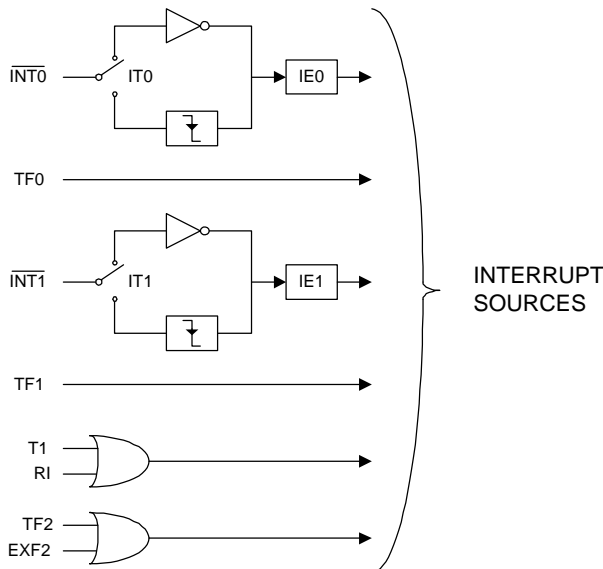 INT0
IT0
IE0
TF0
INT1
IT1
IE1
INTERRUPT
SOURCES
TF1
T1
RI
TF2
EXF2